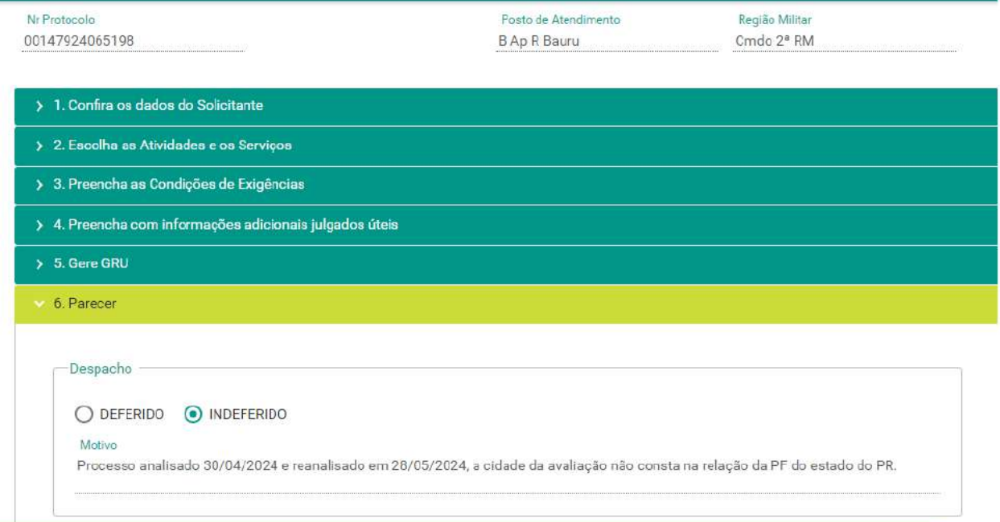 Nr Protocolo
00147924065198
Posto de Atendimento
B Ap R Bauru
Região Militar
Cmdo 2ª RM
1. Confira os dados do Solicitante
2. Escolha as Atividades e os Serviços
3. Preencha as Condições de Exigências
4. Preencha com informações adicionais julgados úteis
5. Gere GRU
6. Parecer
Despacho
DEFERIDO
INDEFERIDO
Motivo
Processo analisado 30/04/2024 e reanalisado em 28/05/2024, a cidade da avaliação não consta na relação da PF do estado do PR.